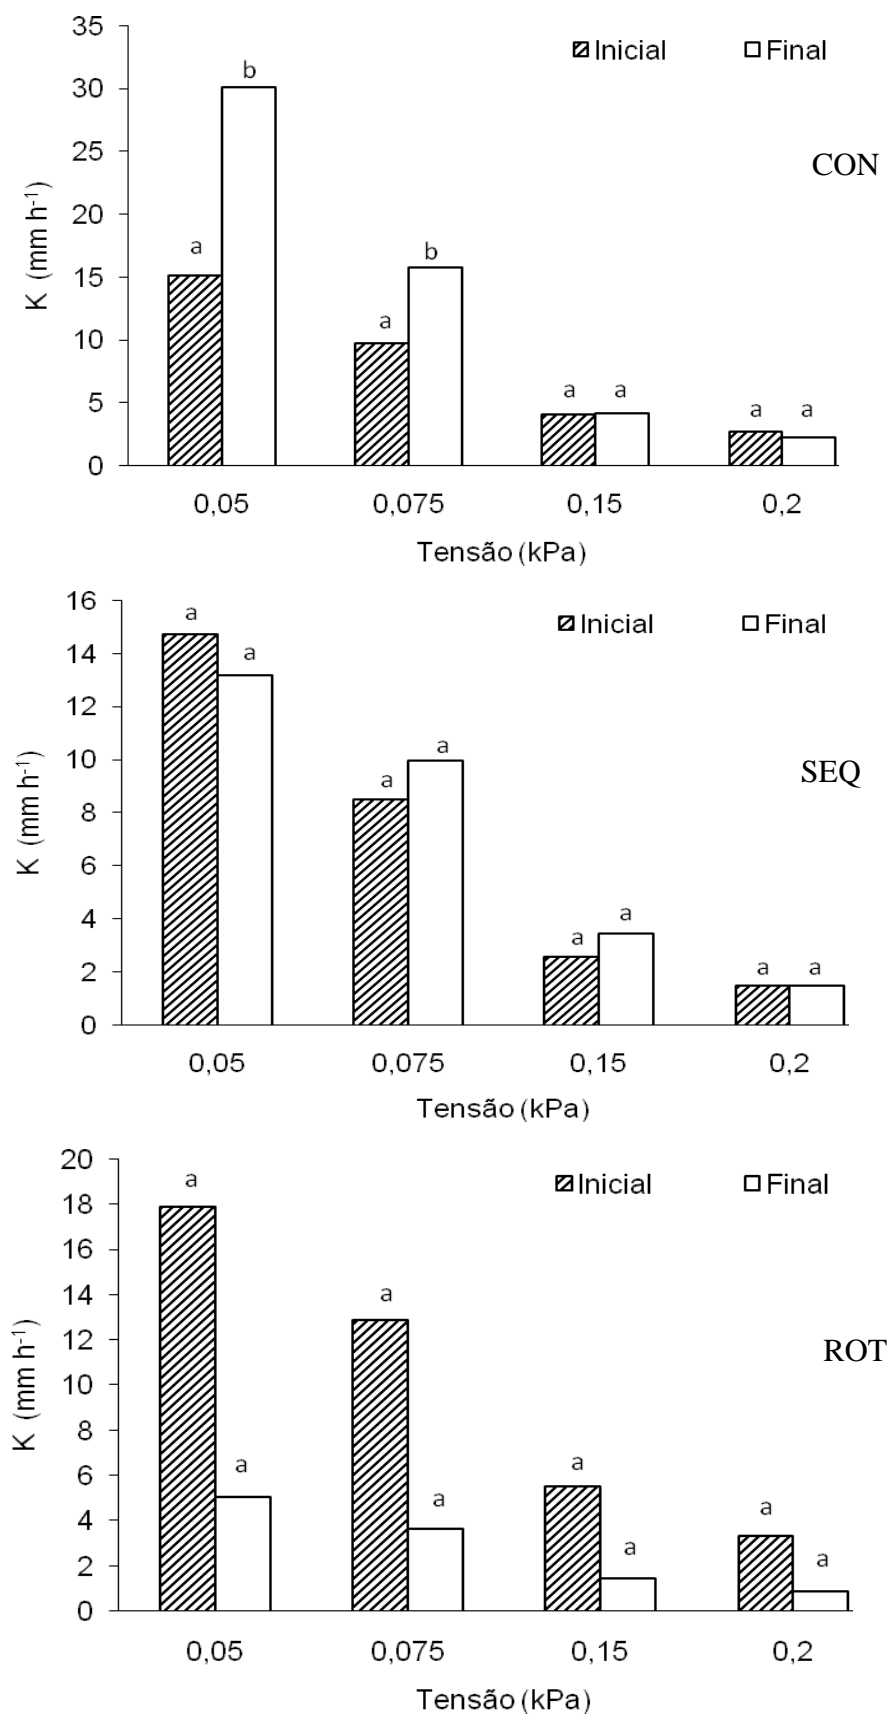 35
30
25
20
15
10
5
0
K (mm h-1)
Inicial Final
CON
a b
a b
a a
a a
0,05 0,075 0,15 0,2
Tensão (kPa)
16
14
12
10
8
6
4
2
0
K (mm h-1)
Inicial Final
SEQ
a a
a a
a a
a a
0,05 0,075 0,15 0,2
Tensão (kPa)
20
18
16
14
12
10
8
6
4
2
0
K (mm h-1)
Inicial Final
ROT
a a
a a
a a
a a
0,05 0,075 0,15 0,2
Tensão (kPa)